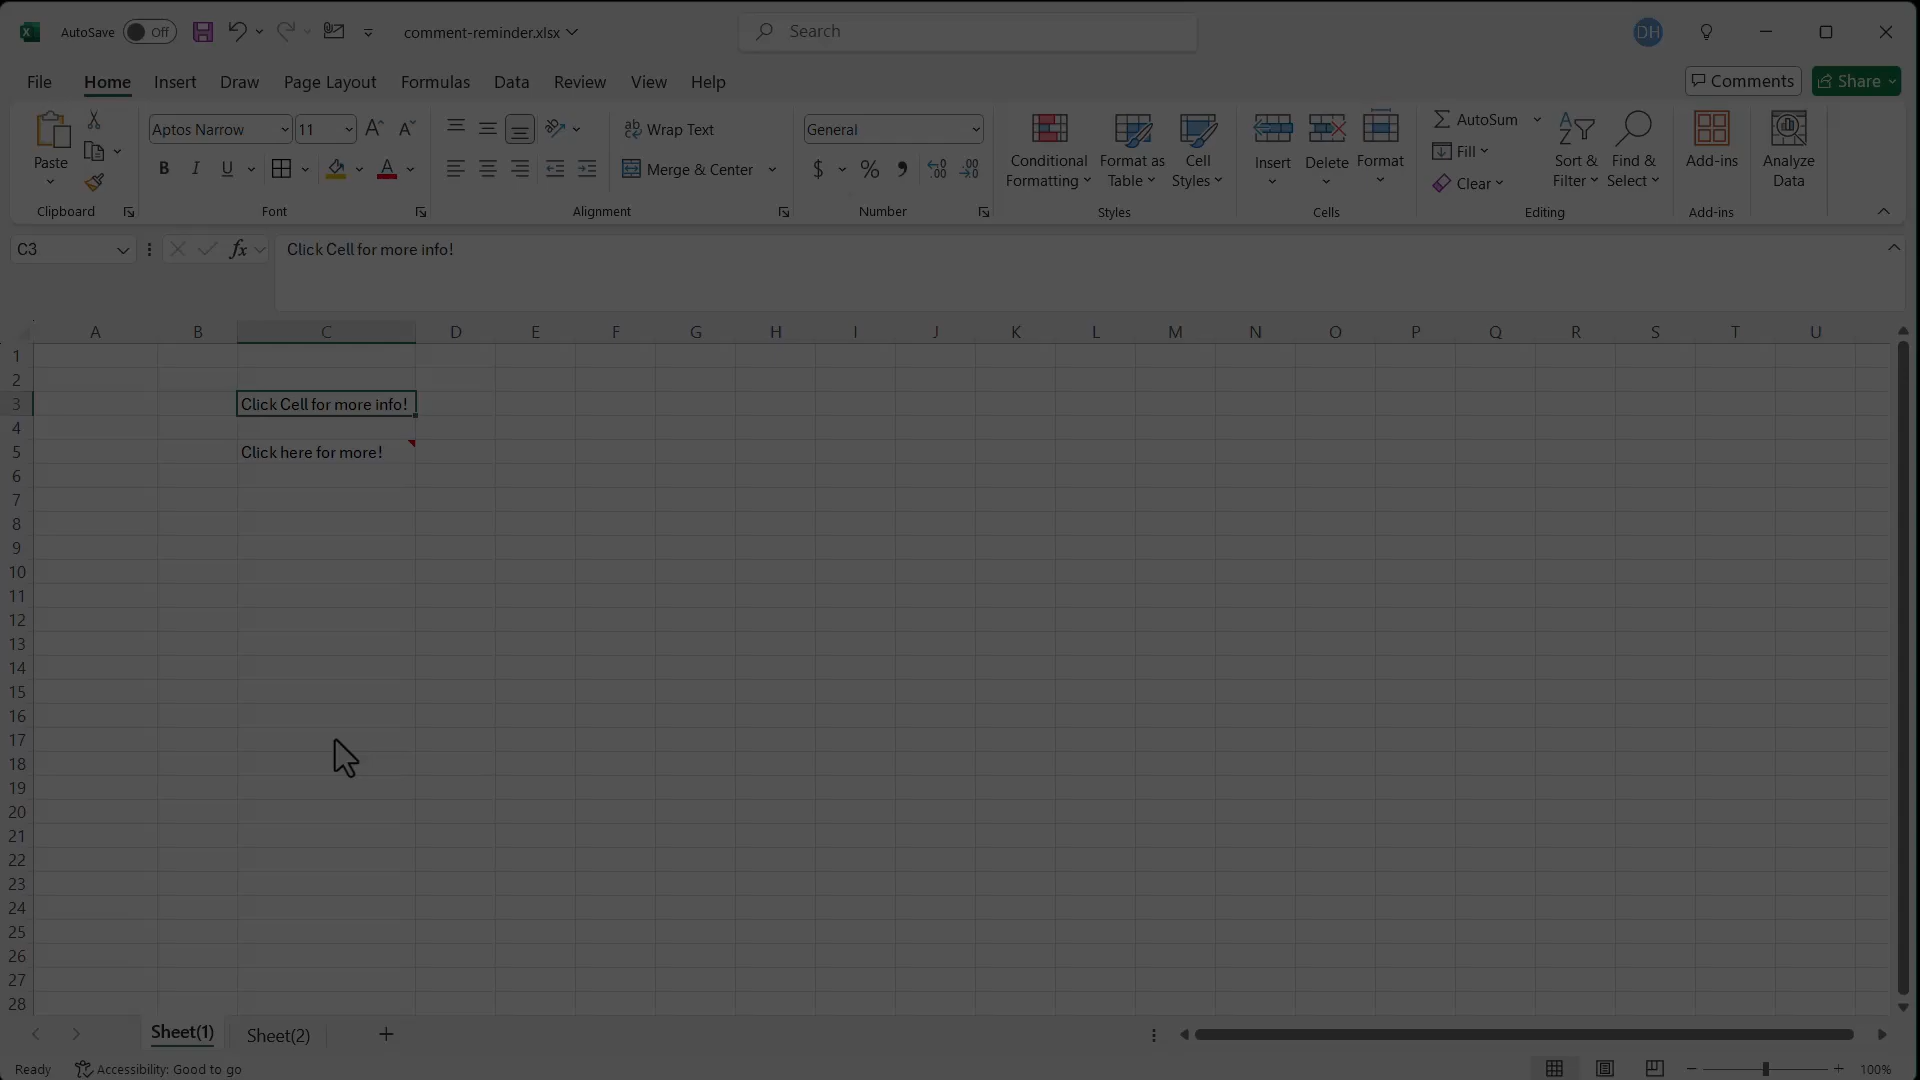 AutoSave Off comment-reminder.xlsx Search DH
File Home Insert Draw Page Layout Formulas Data Review View Help Comments Share
Paste
Clipboard
Aptos Narrow 11
B I U A
Font
Wrap Text
Merge & Center
Alignment
General
$ %
Number
Conditional Formatting
Format as Table
Cell Styles
Styles
Insert Delete Format
Cells
AutoSum
Fill
Clear
Sort & Filter
Find & Select
Editing
Add-ins
Add-ins
Analyze Data
C3 fx Click Cell for more info!
A B C D E F G H I J K L M N O P Q R S T U
1
2
3 Click Cell for more info!
4
5 Click here for more!
6
7
8
9
10
11
12
13
14
15
16
17
18
19
20
21
22
23
24
25
26
27
28
Sheet(1) Sheet(2)
Ready Accessibility: Good to go 100%